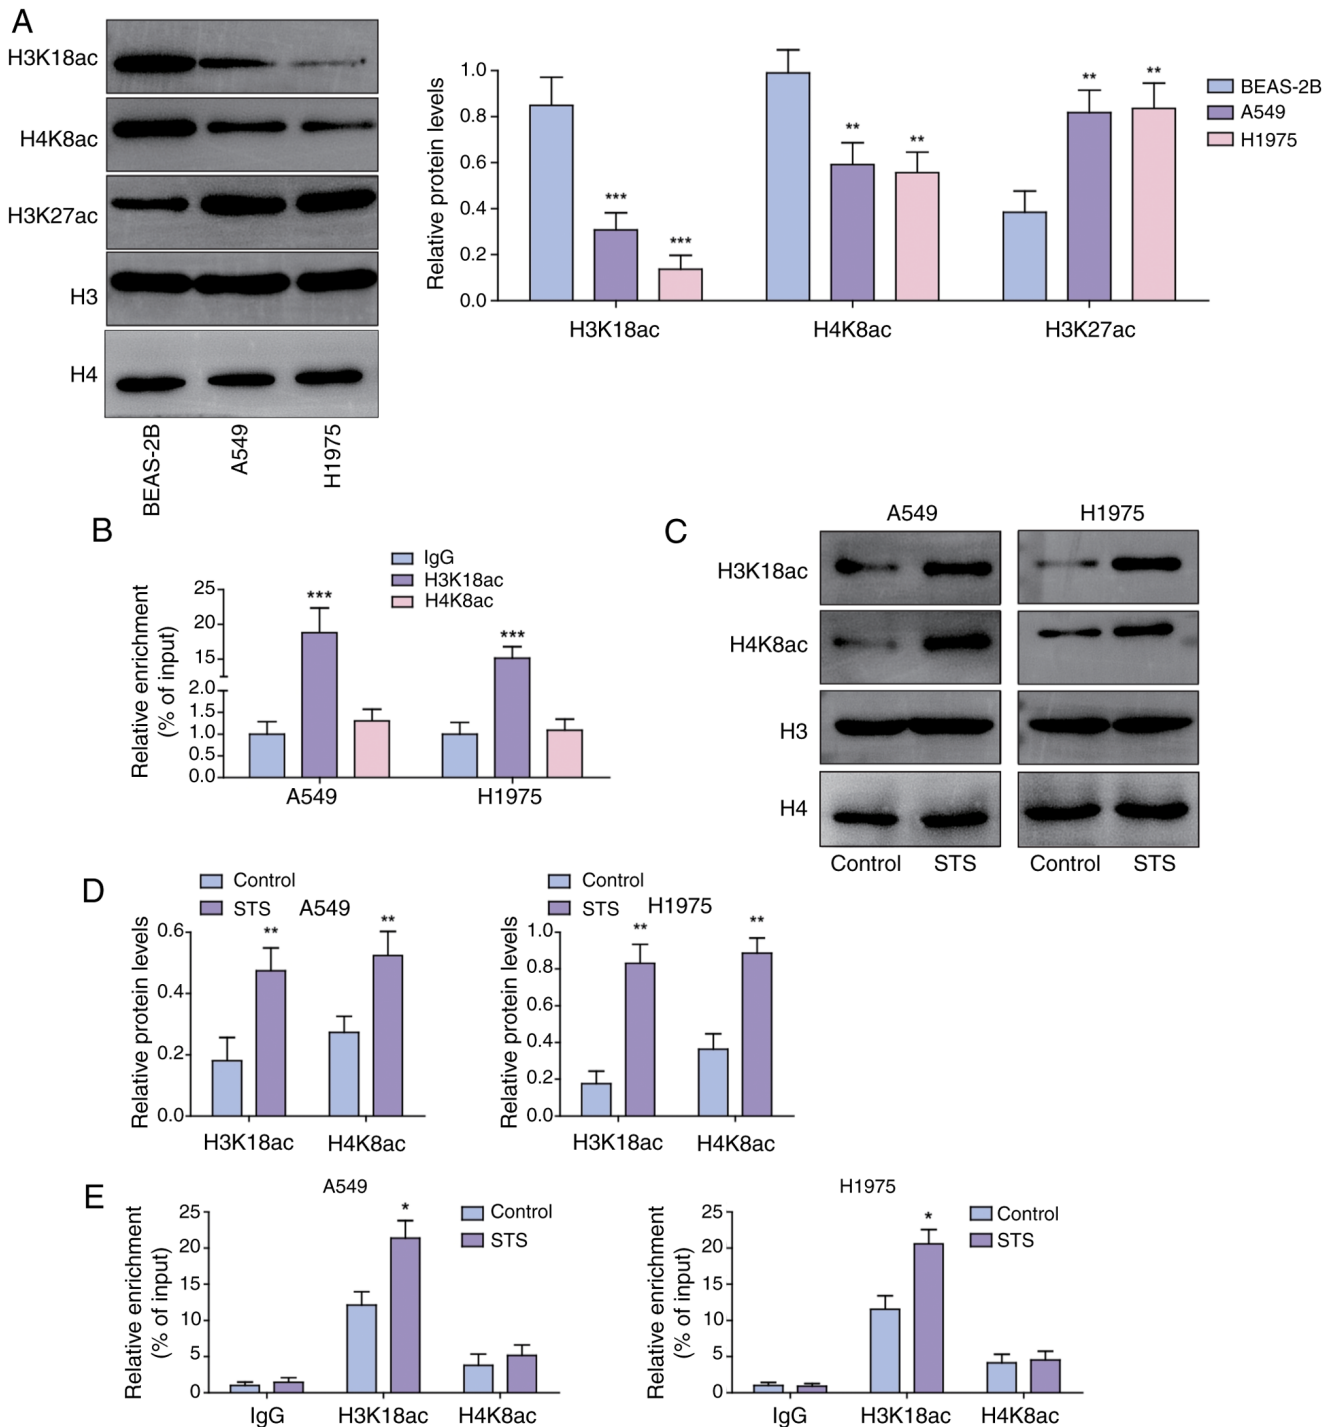 A
H3K18ac
H4K8ac
H3K27ac
H3
H4
BEAS-2B
A549
H1975
Relative protein levels
1.0
0.8
0.6
0.4
0.2
0.0
***
***
**
**
**
**
H3K18ac
H4K8ac
H3K27ac
BEAS-2B
A549
H1975
B
Relative enrichment
(% of input)
25
20
15
2.0
1.5
1.0
0.5
0.0
IgG
H3K18ac
H4K8ac
***
***
A549
H1975
C
A549
H1975
H3K18ac
H4K8ac
H3
H4
Control
STS
Control
STS
D
Control
STS
A549
Relative protein levels
0.6
0.4
0.2
0.0
**
**
H3K18ac
H4K8ac
Control
STS
H1975
Relative protein levels
1.0
0.8
0.6
0.4
0.2
0.0
**
**
H3K18ac
H4K8ac
E
A549
Relative enrichment
(% of input)
25
20
15
10
5
0
*
Control
STS
IgG
H3K18ac
H4K8ac
H1975
Relative enrichment
(% of input)
25
20
15
10
5
0
*
Control
STS
IgG
H3K18ac
H4K8ac